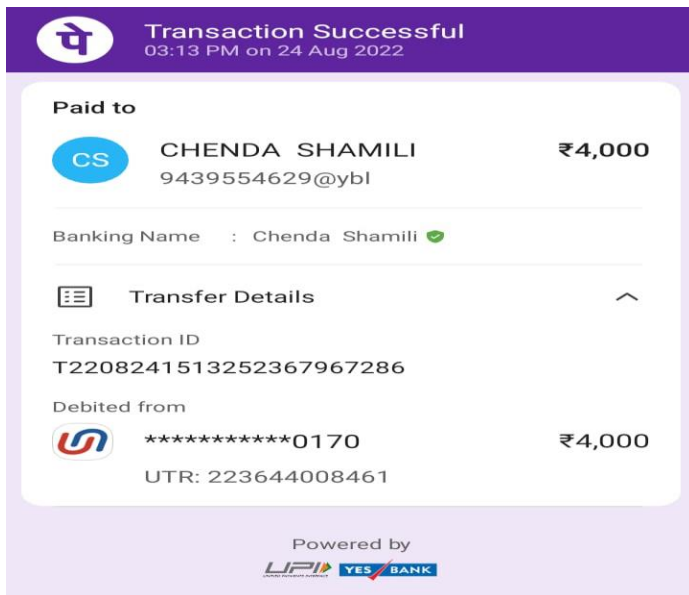 पे
Transaction Successful
03:13 PM on 24 Aug 2022
Paid to
CS
CHENDA SHAMILI ₹4,000
9439554629@ybl
Banking Name : Chenda Shamili
Transfer Details
Transaction ID
T2208241513252367967286
Debited from
***********0170 ₹4,000
UTR: 223644008461
Powered by
UPI YES BANK